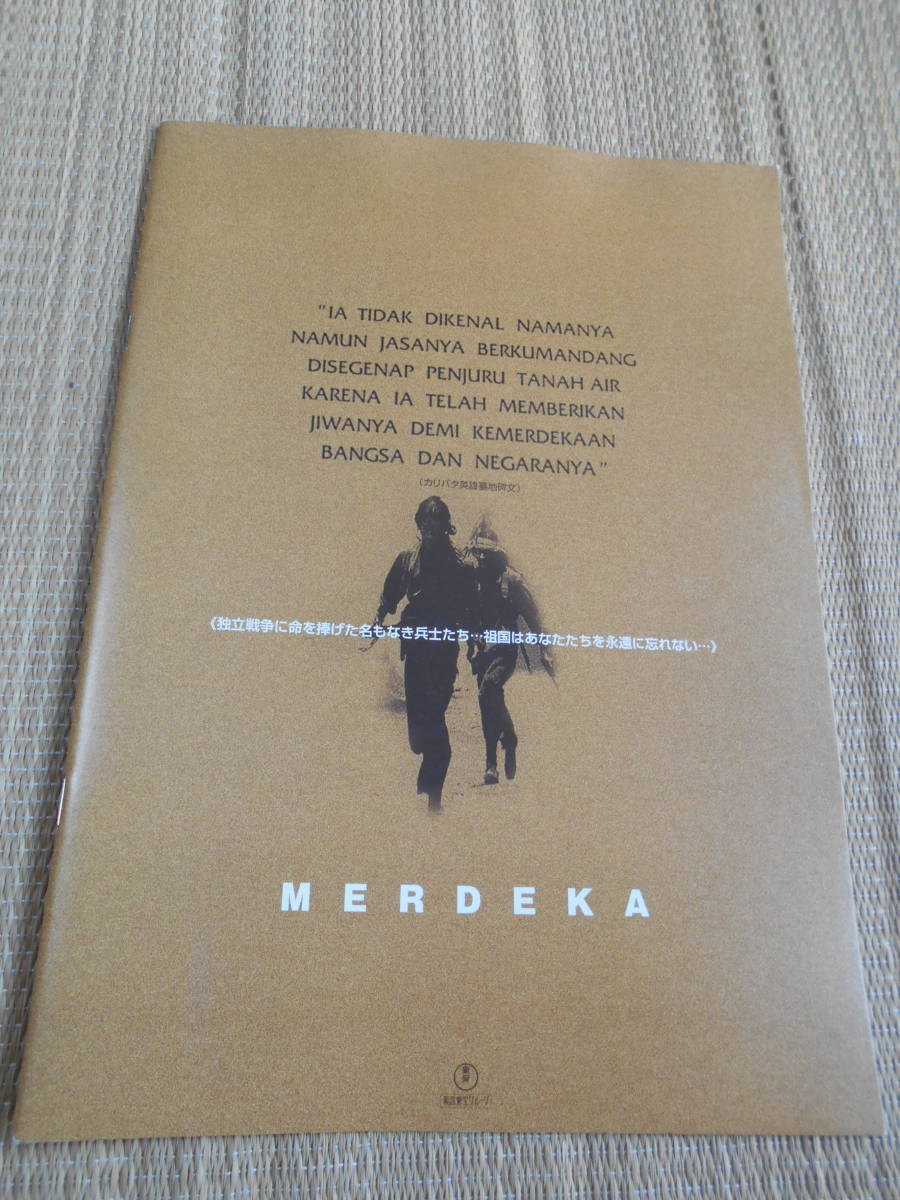 "IA TIDAK DIKENAL NAMANYA
NAMUN JASANYA BERKUMANDANG
DISEGENAP PENJURU TANAH AIR
KARENA IA TELAH MEMBERIKAN
JIWANYA DEMI KEMERDEKAAN
BANGSA DAN NEGARANYA"
(カリバタ英雄墓地碑文)
《独立戦争に命を捧げた名もなき兵士たち…祖国はあなたたちを永遠に忘れない…》
MERDEKA